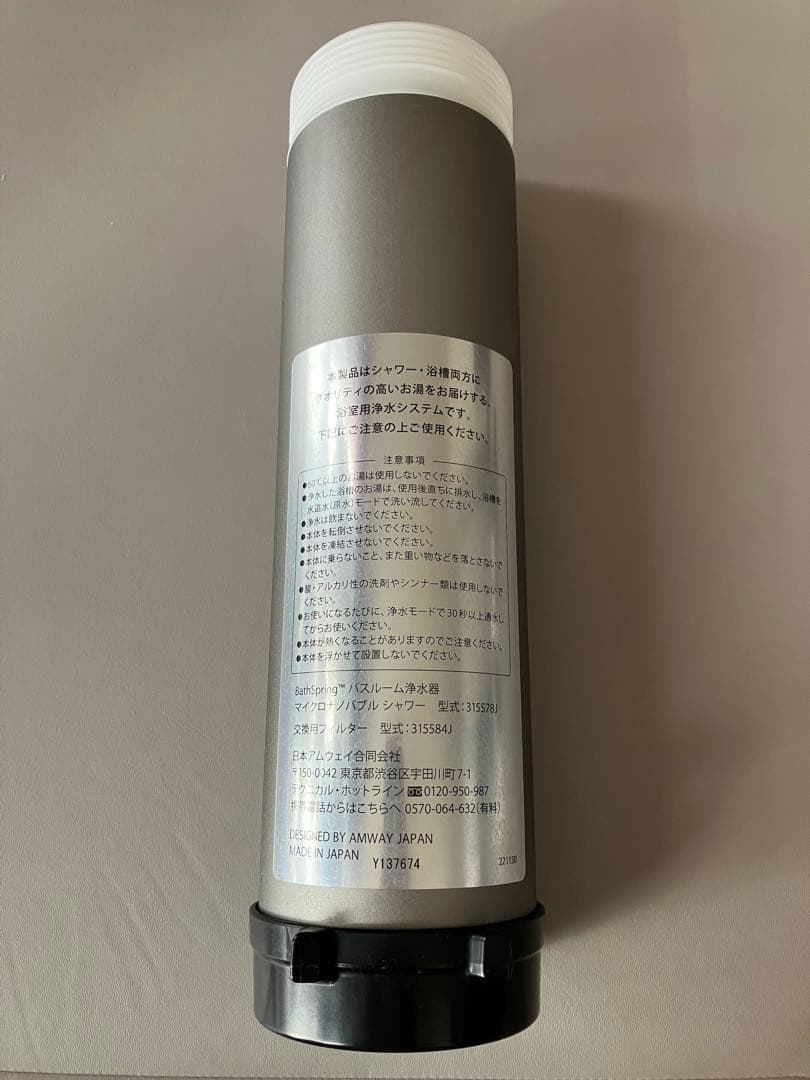 本製品はシャワー・浴槽両方に
クオリティの高いお湯をお届けする、
浴室用浄水システムです。
下記にご注意の上ご使用ください。
注意事項
●60℃以上のお湯は使用しないでください。
●浄水した浴槽のお湯は、使用後直ちに排水し、浴槽を
水道水(原水)モードで洗い流してください。
●浄水は飲まないでください。
●本体を転倒させないでください。
●本体を凍結させないでください。
●本体に乗らないこと、また重い物などを落とさないで
ください。
●酸・アルカリ性の洗剤やシンナー類は使用しないで
ください。
●お使いになるたびに、浄水モードで30秒以上通水し
てからお使いください。
●本体が熱くなることがありますのでご注意ください。
●本体を浮かせて設置しないでください。
BathSpring™ バスルーム浄水器
マイクロナノバブル シャワー 型式:315578J
交換用フィルター 型式:315584J
日本アムウェイ合同会社
〒150-0042 東京都渋谷区宇田川町7-1
テクニカル・ホットライン 0120-950-987
携帯電話からはこちらへ 0570-064-632(有料)
DESIGNED BY AMWAY JAPAN
MADE IN JAPAN Y137674 221130